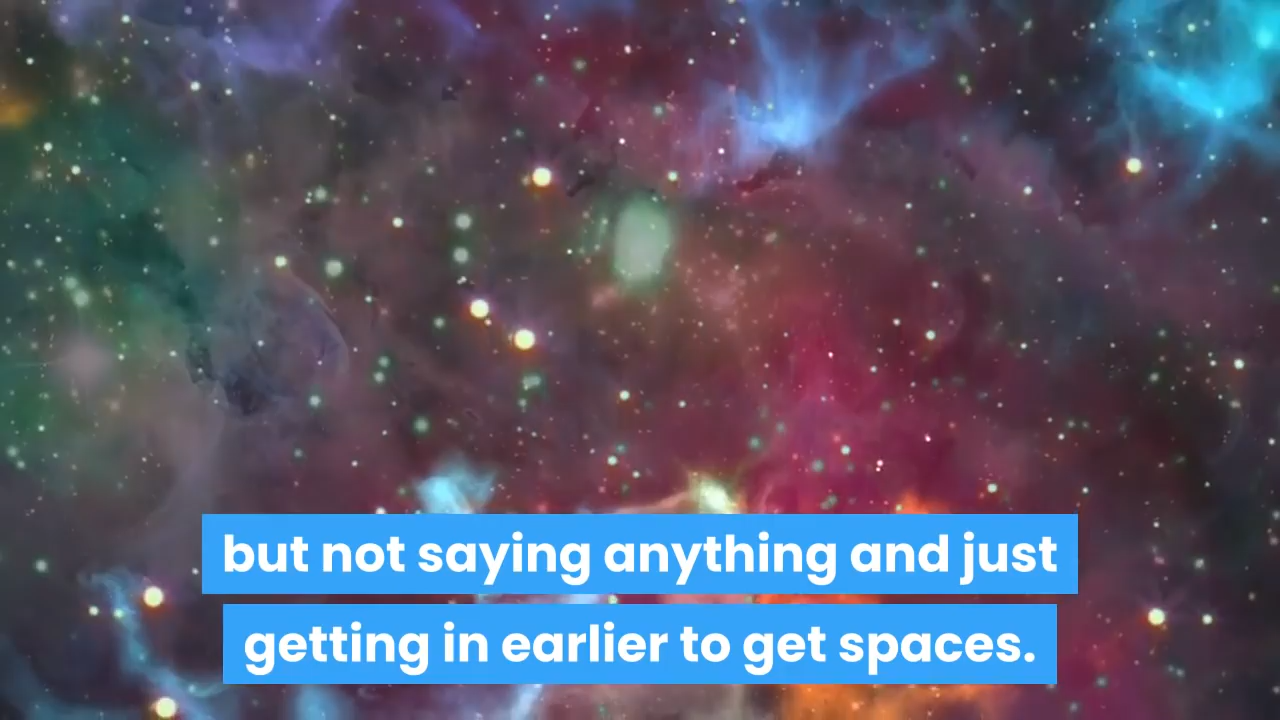 but not saying anything and just
getting in earlier to get spaces.